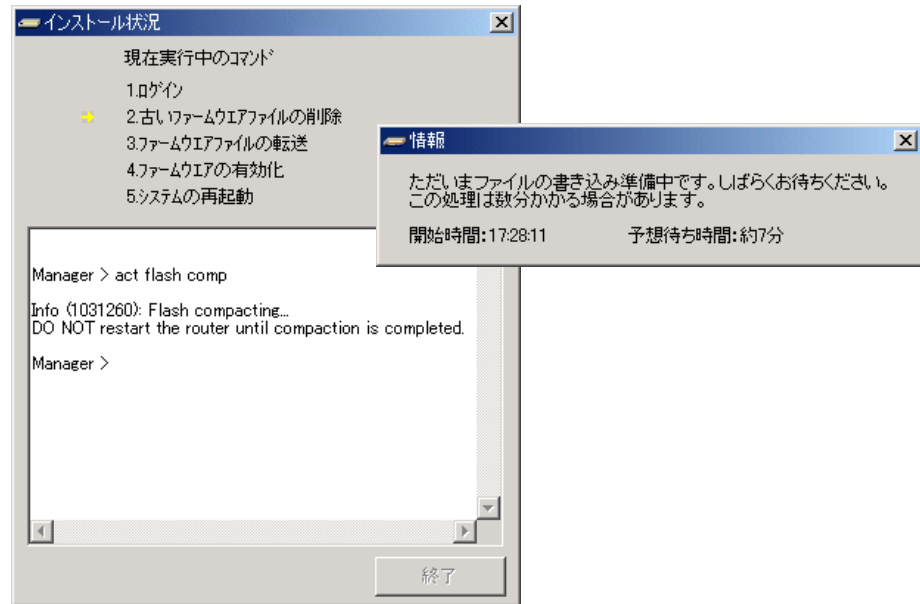 インストール状況
現在実行中のコマンド
1.ログイン
2.古いファームウエアファイルの削除
3.ファームウエアファイルの転送
4.ファームウエアの有効化
5.システムの再起動
情報
ただいまファイルの書き込み準備中です。しばらくお待ちください。
この処理は数分かかる場合があります。
開始時間:17:28:11 予想待ち時間:約7分
Manager > act flash comp
Info (1031260): Flash compacting...
DO NOT restart the router until compaction is completed.
Manager >
終了